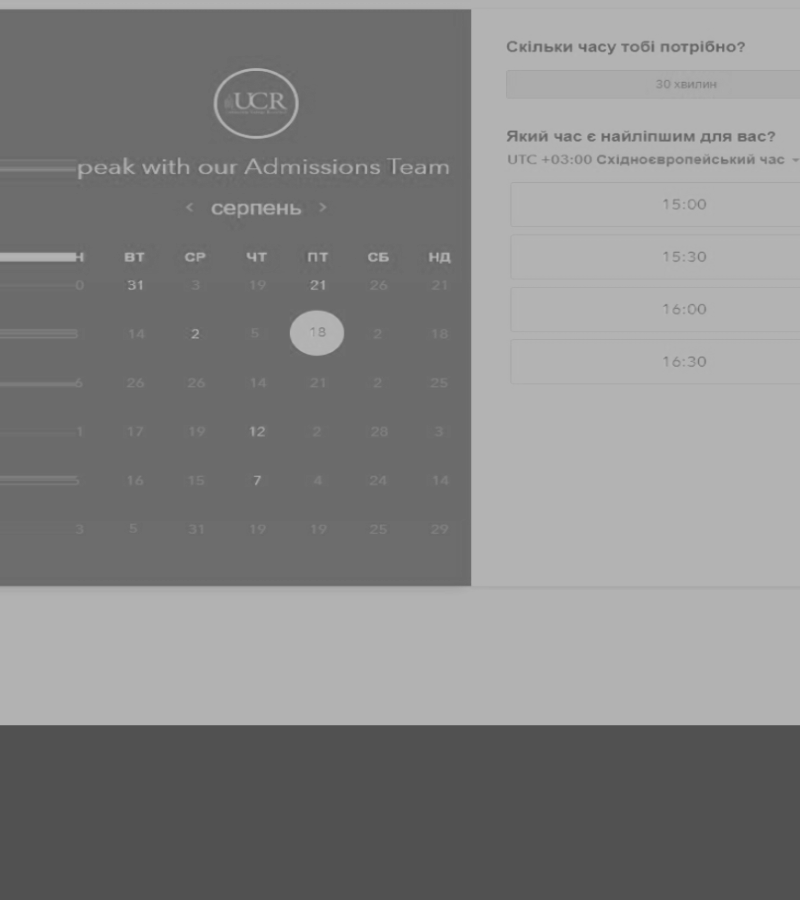 UCR
peak with our Admissions Team
< серпень >
Н ВТ СР ЧТ ПТ СБ НД
0 31 3 19 21 26 21
5 14 2 5 18 2 18
6 26 26 14 21 2 25
1 17 19 12 2 28 3
5 16 15 7 4 24 14
3 5 31 19 19 25 29
Скільки часу тобі потрібно?
30 хвилин
Який час є найліпшим для вас?
UTC +03:00 Східноєвропейський час
15:00
15:30
16:00
16:30